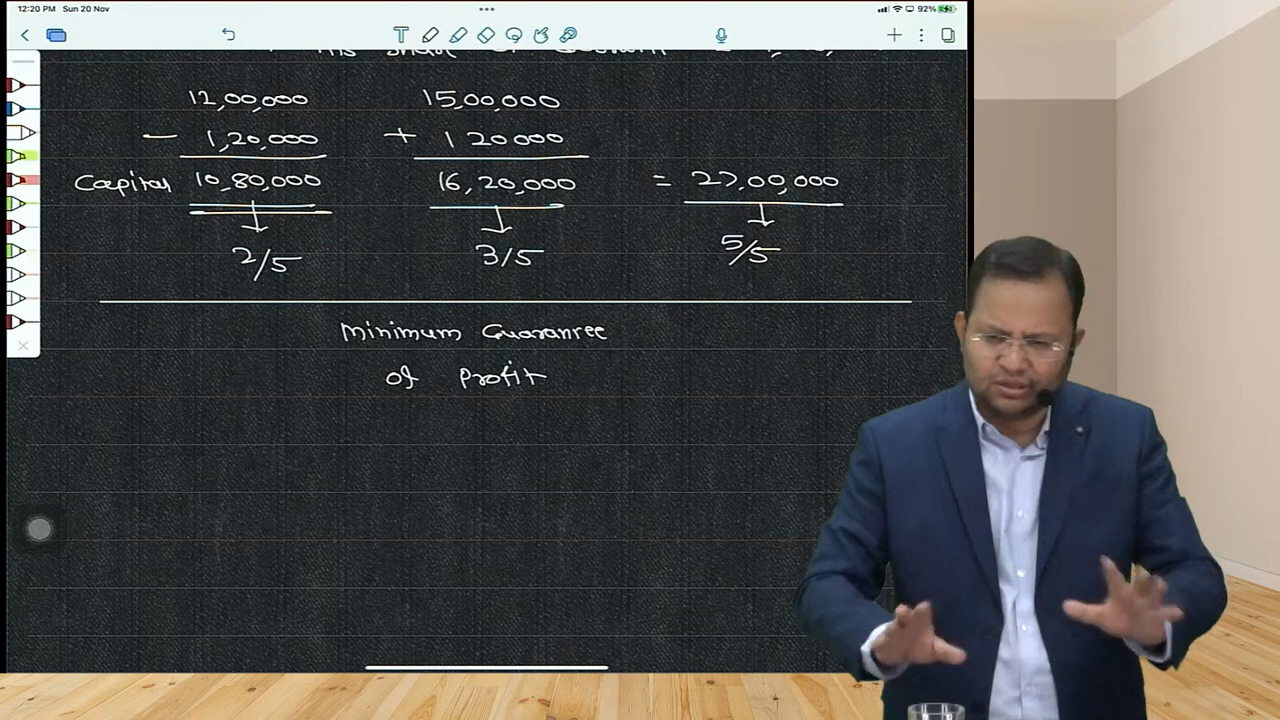 12:20 PM Sun 20 Nov
92%
12,00,000 15,00,000
– 1,20,000 + 1 20 000
Capital 10,80,000 16,20,000 = 27,00,000
2/5 3/5 5/5
Minimum Guarantee
of Profit